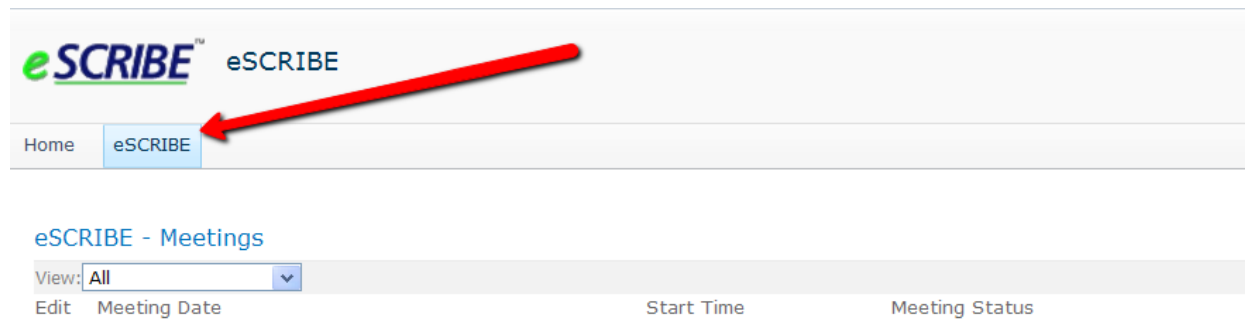 eSCRIBE™ eSCRIBE
Home eSCRIBE
eSCRIBE - Meetings
View: All
Edit Meeting Date Start Time Meeting Status